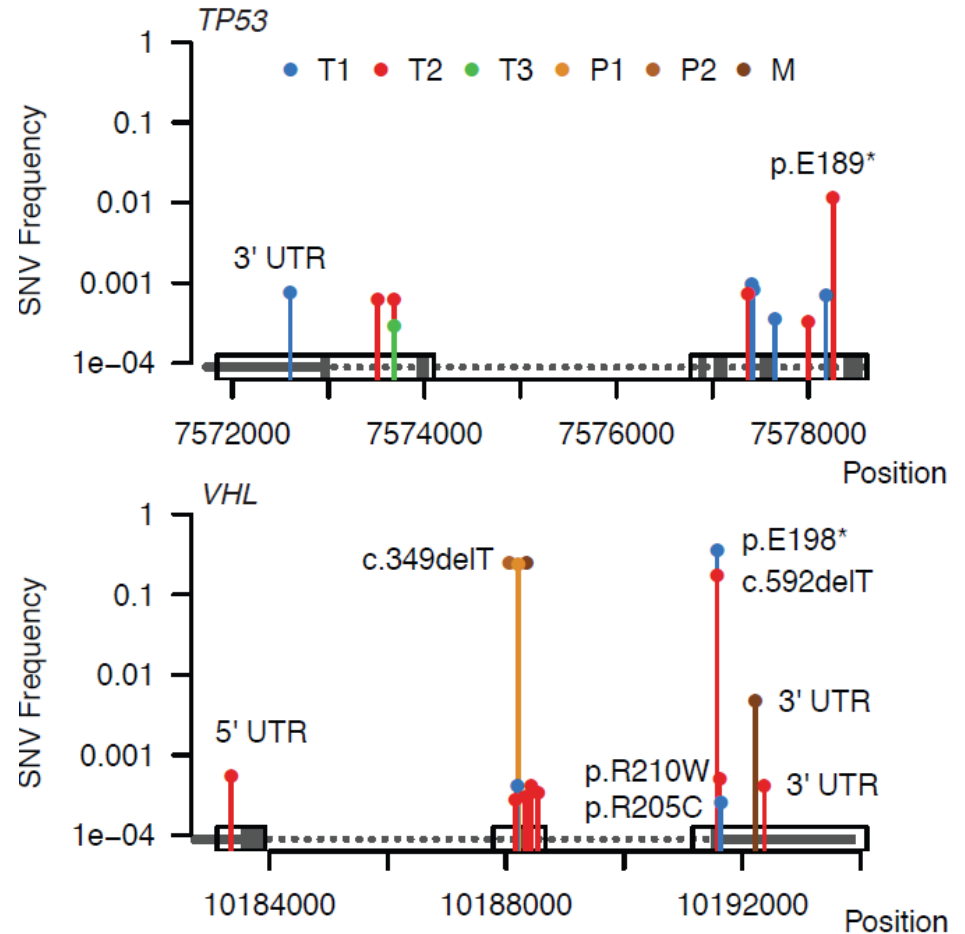 TP53
1
T1 T2 T3 P1 P2 M
0.1
p.E189*
0.01
3' UTR
0.001
1e−04
SNV Frequency
7572000 7574000 7576000 7578000
Position
VHL
1
p.E198*
c.349delT
c.592delT
0.1
0.01
3' UTR
5' UTR
0.001
p.R210W
3' UTR
p.R205C
1e−04
SNV Frequency
10184000 10188000 10192000
Position